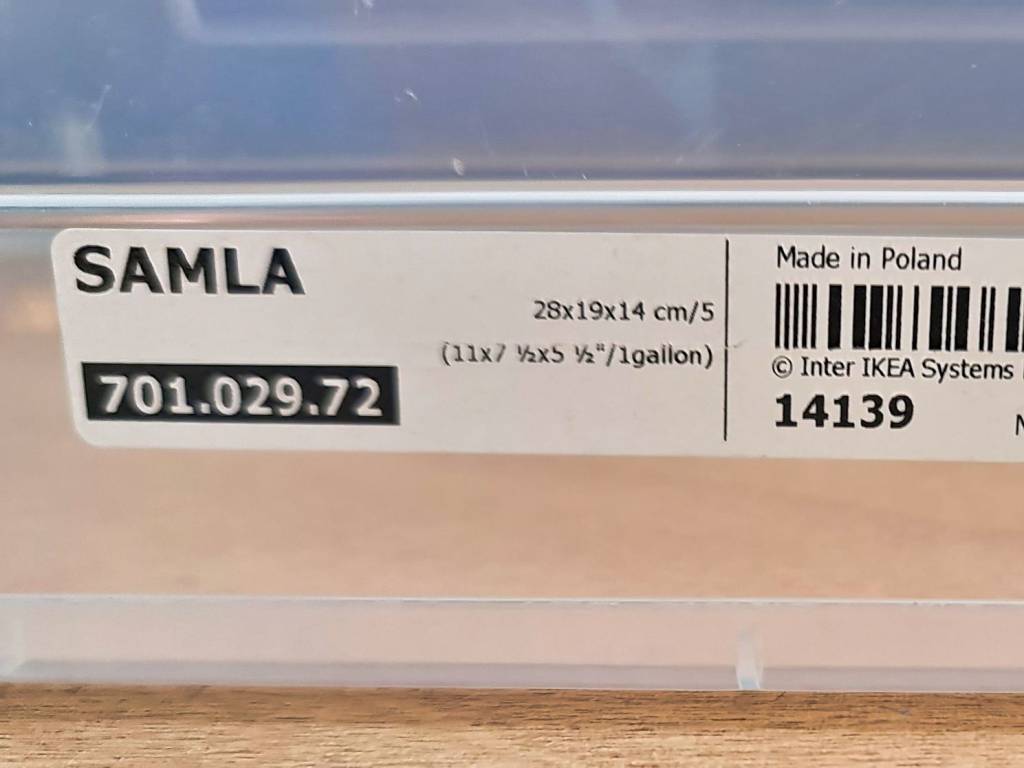 SAMLA
28x19x14 cm/5
(11x7 ½x5 ½"/1gallon)
701.029.72
Made in Poland
© Inter IKEA Systems
14139